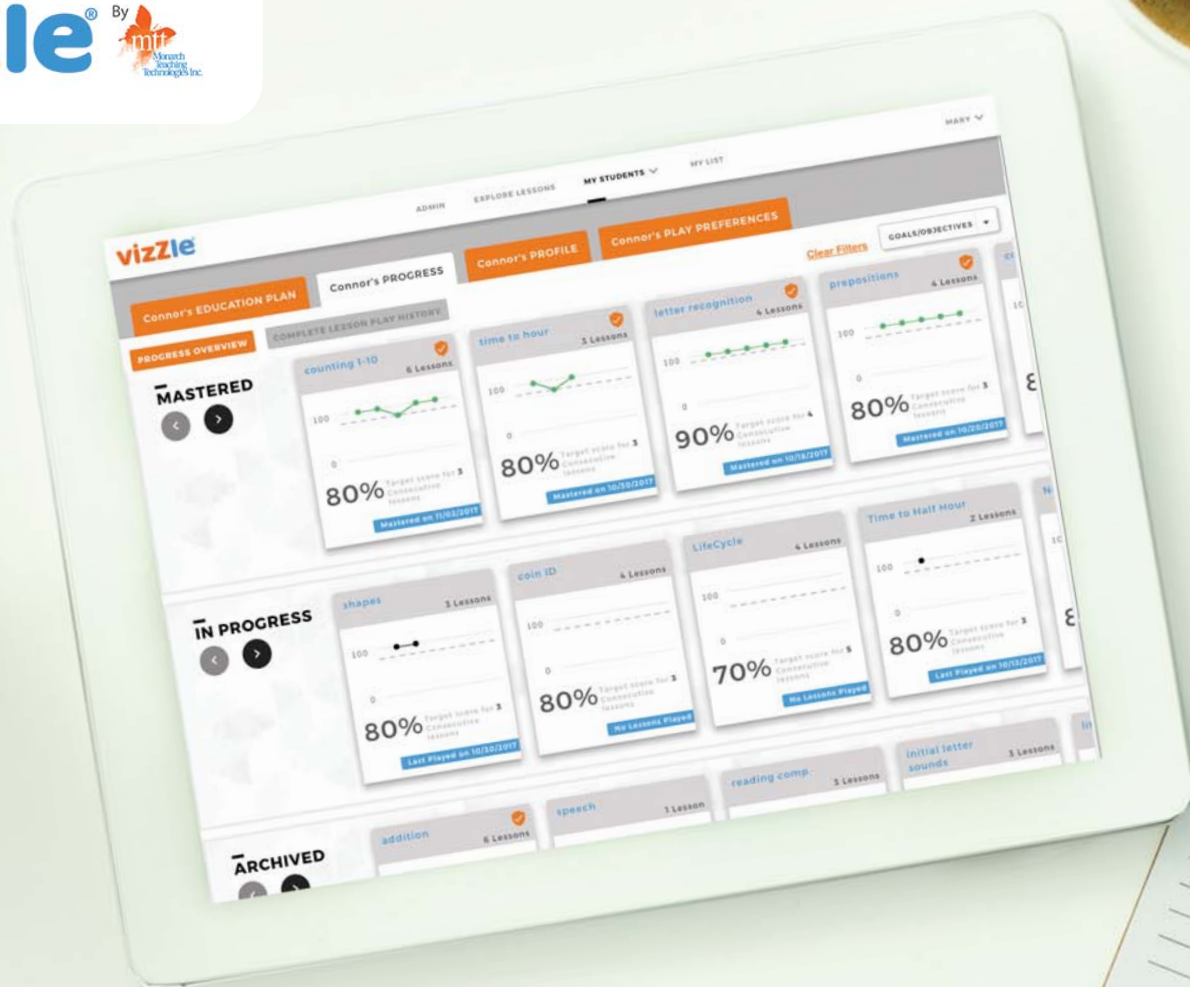 le® By
mtt
Monarch
Teaching
Technologies Inc.
MARY
ADMIN EXPLORE LESSONS MY STUDENTS MY LIST
vizZle
Connor's EDUCATION PLAN Connor's PROGRESS Connor's PROFILE Connor's PLAY PREFERENCES
PROGRESS OVERVIEW COMPLETE LESSON PLAY HISTORY Clear Filters GOALS/OBJECTIVES
MASTERED
counting 1-10
6 Lessons
100
0
80% Target score for 3
Consecutive
lessons
Mastered on 11/02/2017
time to hour
3 Lessons
100
0
80% Target score for 3
Consecutive
lessons
Mastered on 10/30/2017
letter recognition
4 Lessons
100
0
90% Target score for 4
Consecutive
lessons
prepositions
4 Lessons
100
0
80% Target score for 3
Consecutive
lessons
Mastered on 10/20/2017
IN PROGRESS
shapes
3 Lessons
100
0
80% Target score for 3
Consecutive
lessons
Last Played on 10/20/2017
coin ID
4 Lessons
100
0
80% Target score for 3
Consecutive
lessons
No Lessons Played
LifeCycle
4 Lessons
100
0
70% Target score for 5
Consecutive
lessons
No Lessons Played
Time to Half Hour
2 Lessons
100
0
80% Target score for 3
Consecutive
lessons
Last Played on 10/13/2017
ARCHIVED
addition
6 Lessons
speech
1 Lesson
reading comp
3 Lessons
initial letter
sounds
3 Lessons